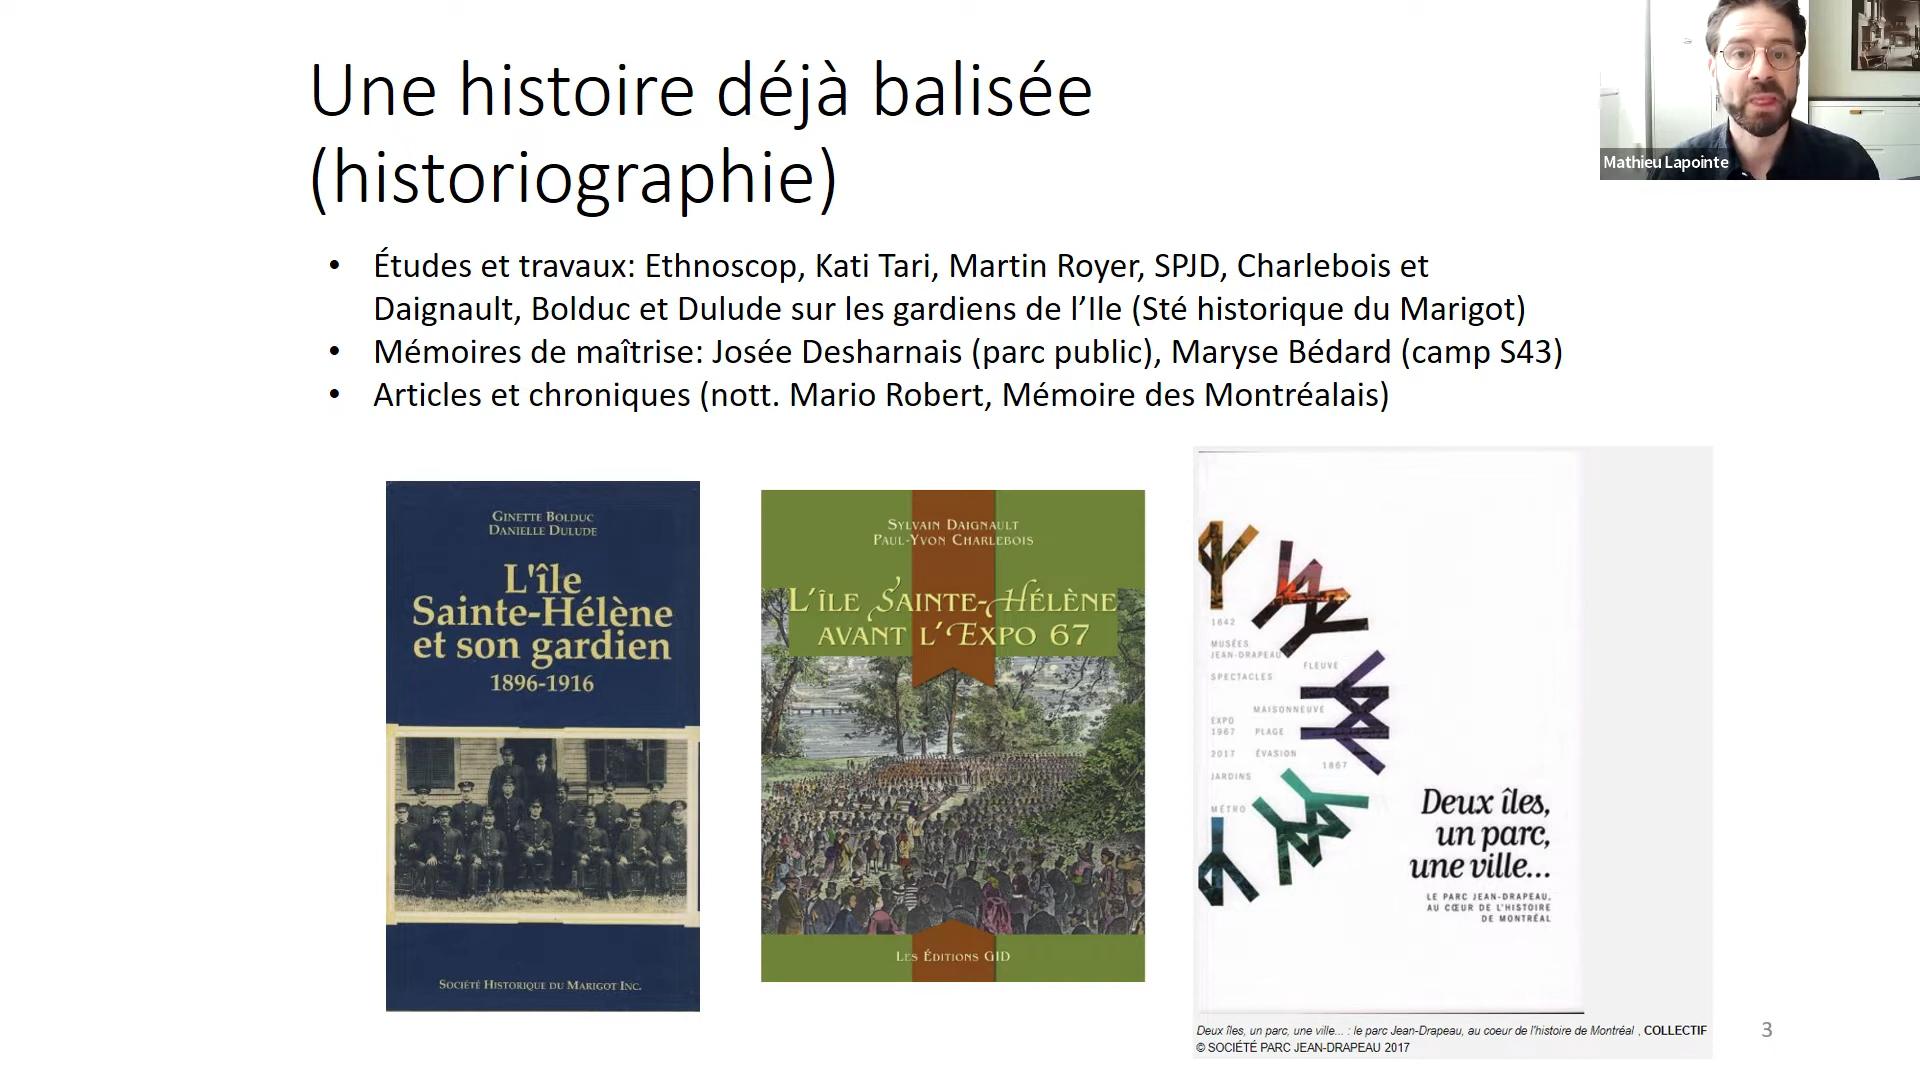 Une histoire déjà balisée
(historiographie)
Mathieu Lapointe
• Études et travaux: Ethnoscop, Kati Tari, Martin Royer, SPJD, Charlebois et
Daignault, Bolduc et Dulude sur les gardiens de l’Ile (Sté historique du Marigot)
• Mémoires de maîtrise: Josée Desharnais (parc public), Maryse Bédard (camp S43)
• Articles et chroniques (nott. Mario Robert, Mémoire des Montréalais)
Ginette Bolduc
Danielle Dulude
L'île
Sainte-Hélène
et son gardien
1896-1916
Société Historique du Marigot Inc.
Sylvain Daignault
Paul-Yvon Charlebois
L'île Sainte-Hélène
avant l'Expo 67
Les Éditions GID
1642
MUSÉES
JEAN-DRAPEAU
FLEUVE
SPECTACLES
MAISONNEUVE
EXPO
1967 PLAGE
2017 ÉVASION
1867
JARDINS
MÉTRO
Deux îles,
un parc,
une ville...
LE PARC JEAN-DRAPEAU,
AU CŒUR DE L'HISTOIRE
DE MONTRÉAL
Deux îles, un parc, une ville... : le parc Jean-Drapeau, au coeur de l'histoire de Montréal , COLLECTIF
© SOCIÉTÉ PARC JEAN-DRAPEAU 2017
3